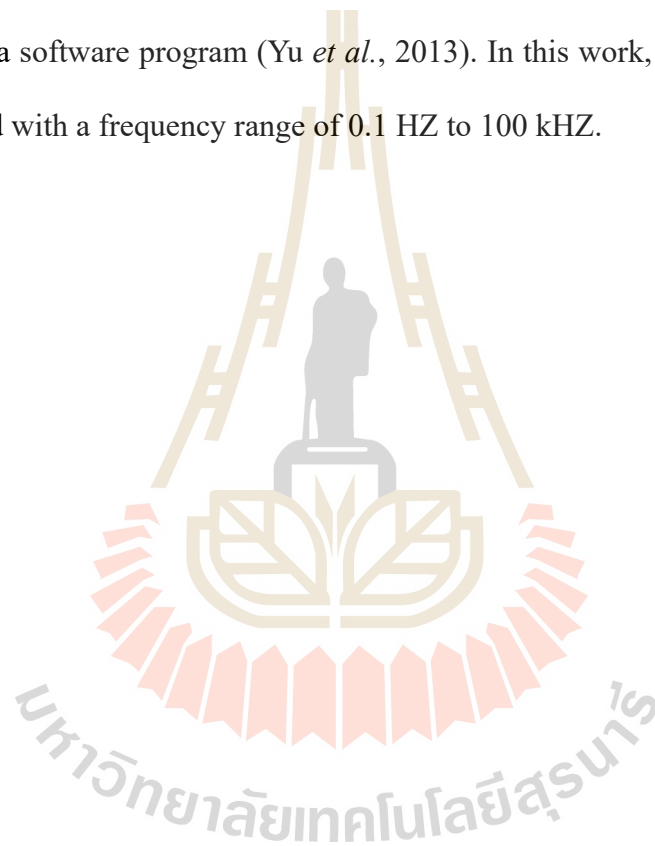 a software program (Yu et al., 2013). In this work,
with a frequency range of 0.1 HZ to 100 kHZ.
มหาวิทยาลัยเทคโนโลยีสุรนารี